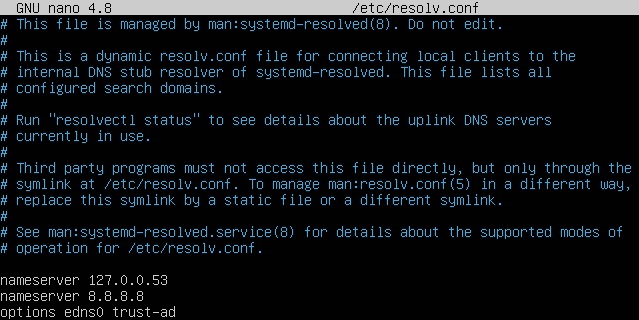 GNU nano 4.8 /etc/resolv.conf
# This file is managed by man:systemd-resolved(8). Do not edit.
#
# This is a dynamic resolv.conf file for connecting local clients to the
# internal DNS stub resolver of systemd-resolved. This file lists all
# configured search domains.
#
# Run "resolvectl status" to see details about the uplink DNS servers
# currently in use.
#
# Third party programs must not access this file directly, but only through the
# symlink at /etc/resolv.conf. To manage man:resolv.conf(5) in a different way,
# replace this symlink by a static file or a different symlink.
#
# See man:systemd-resolved.service(8) for details about the supported modes of
# operation for /etc/resolv.conf.
nameserver 127.0.0.53
nameserver 8.8.8.8
options edns0 trust-ad